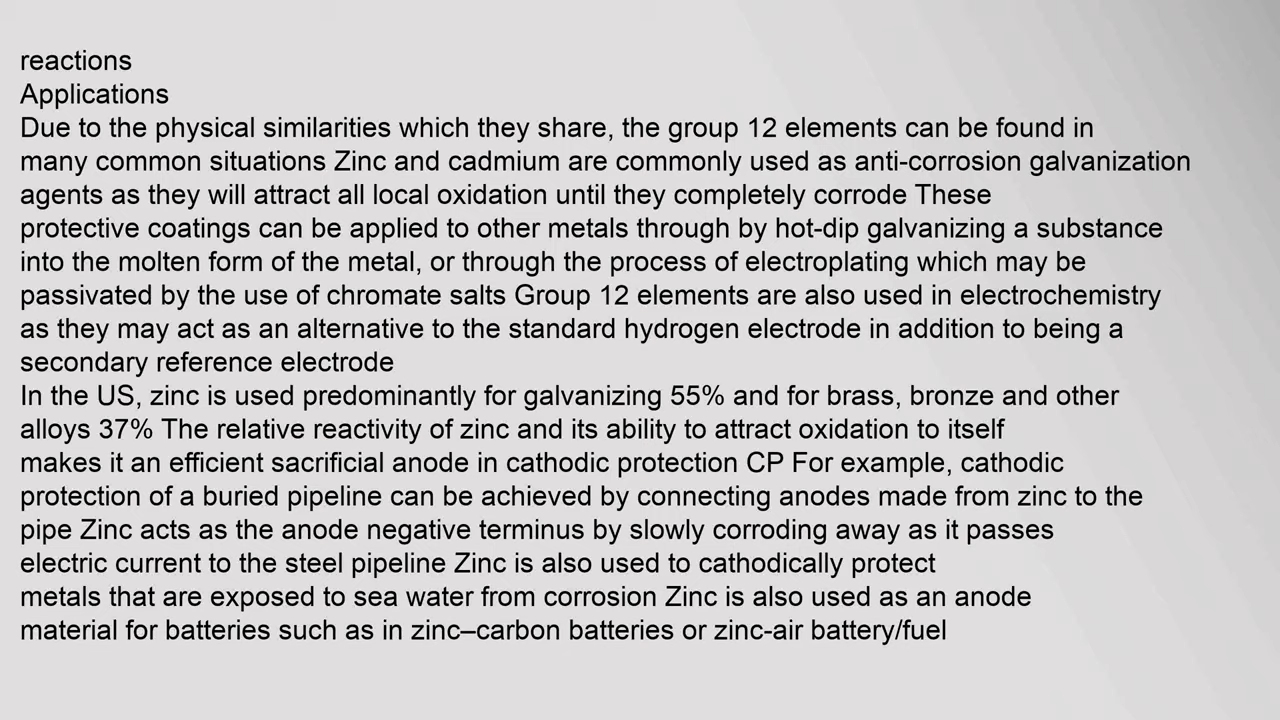 reactions
Applications
Due to the physical similarities which they share, the group 12 elements can be found in
many common situations Zinc and cadmium are commonly used as anti-corrosion galvanization
agents as they will attract all local oxidation until they completely corrode These
protective coatings can be applied to other metals through by hot-dip galvanizing a substance
into the molten form of the metal, or through the process of electroplating which may be
passivated by the use of chromate salts Group 12 elements are also used in electrochemistry
as they may act as an alternative to the standard hydrogen electrode in addition to being a
secondary reference electrode
In the US, zinc is used predominantly for galvanizing 55% and for brass, bronze and other
alloys 37% The relative reactivity of zinc and its ability to attract oxidation to itself
makes it an efficient sacrificial anode in cathodic protection CP For example, cathodic
protection of a buried pipeline can be achieved by connecting anodes made from zinc to the
pipe Zinc acts as the anode negative terminus by slowly corroding away as it passes
electric current to the steel pipeline Zinc is also used to cathodically protect
metals that are exposed to sea water from corrosion Zinc is also used as an anode
material for batteries such as in zinc–carbon batteries or zinc-air battery/fuel